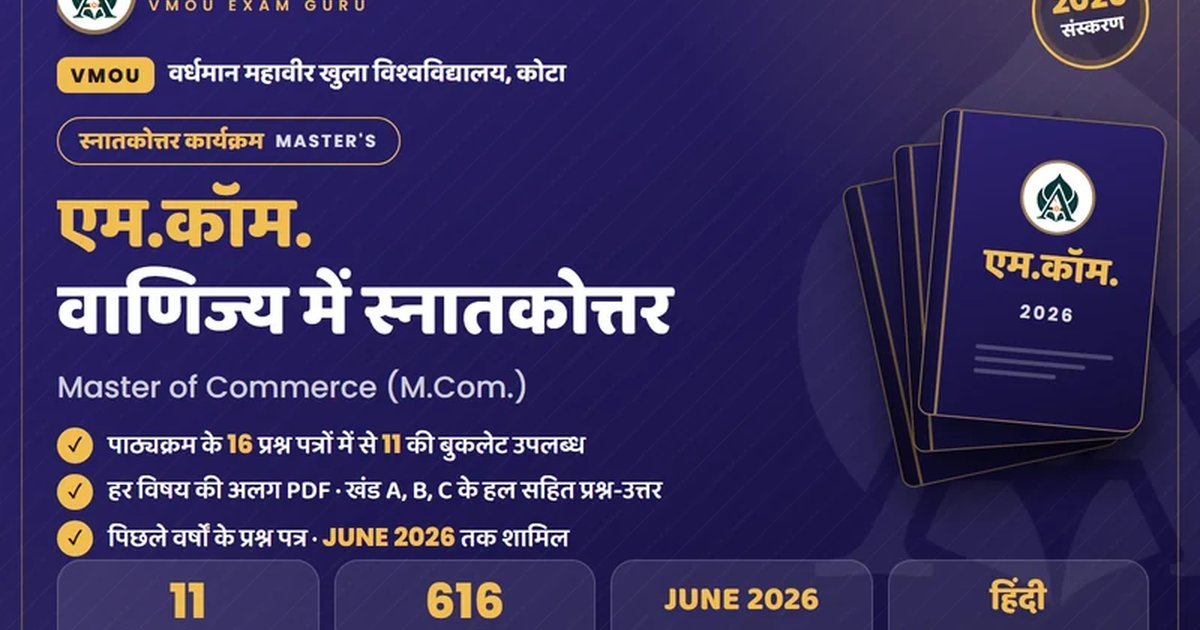 VMOU EXAM GURU
2026
संस्करण
VMOU वर्धमान महावीर खुला विश्वविद्यालय, कोटा
स्नातकोत्तर कार्यक्रम MASTER'S
एम.कॉम.
वाणिज्य में स्नातकोत्तर
Master of Commerce (M.Com.)
✓ पाठ्यक्रम के 16 प्रश्न पत्रों में से 11 की बुकलेट उपलब्ध
✓ हर विषय की अलग PDF · खंड A, B, C के हल सहित प्रश्न-उत्तर
✓ पिछले वर्षों के प्रश्न पत्र · JUNE 2026 तक शामिल
एम.कॉम.
2026
11
616
JUNE 2026
हिंदी